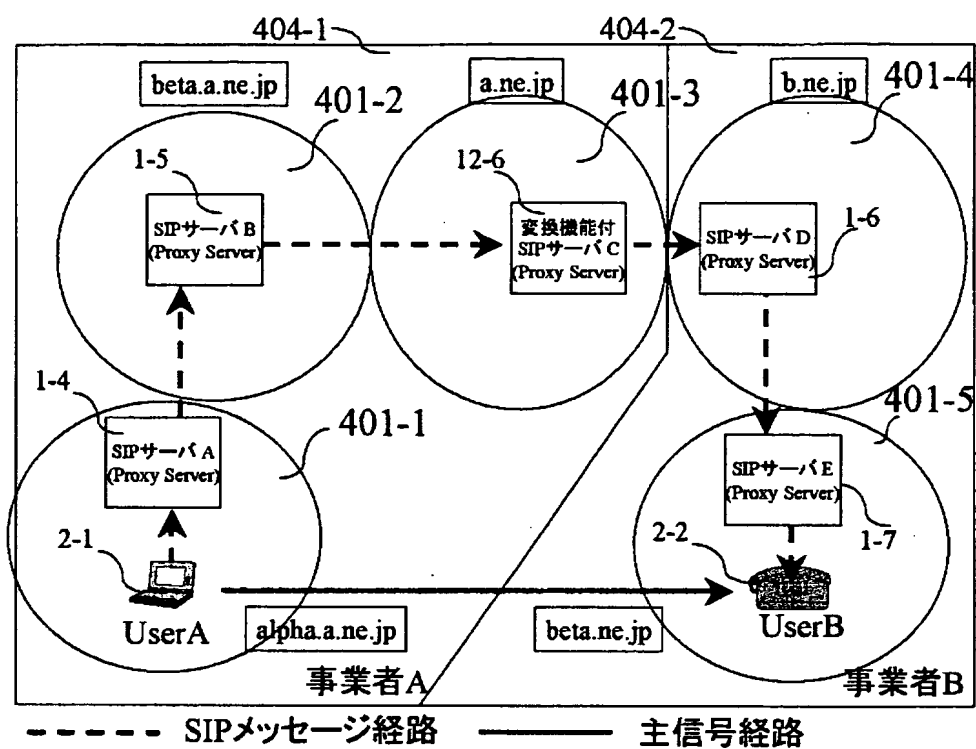 404-1
404-2
beta.a.ne.jp
a.ne.jp
b.ne.jp
401-2
401-3
401-4
1-5
SIPサーバ B
(Proxy Server)
12-6
変換機能付
SIPサーバ C
(Proxy Server)
SIPサーバ D
(Proxy Server)
1-6
1-4
SIPサーバ A
(Proxy Server)
401-1
401-5
SIPサーバ E
(Proxy Server)
1-7
2-1
2-2
UserA
alpha.a.ne.jp
beta.ne.jp
UserB
事業者A
事業者B
SIPメッセージ経路
主信号経路